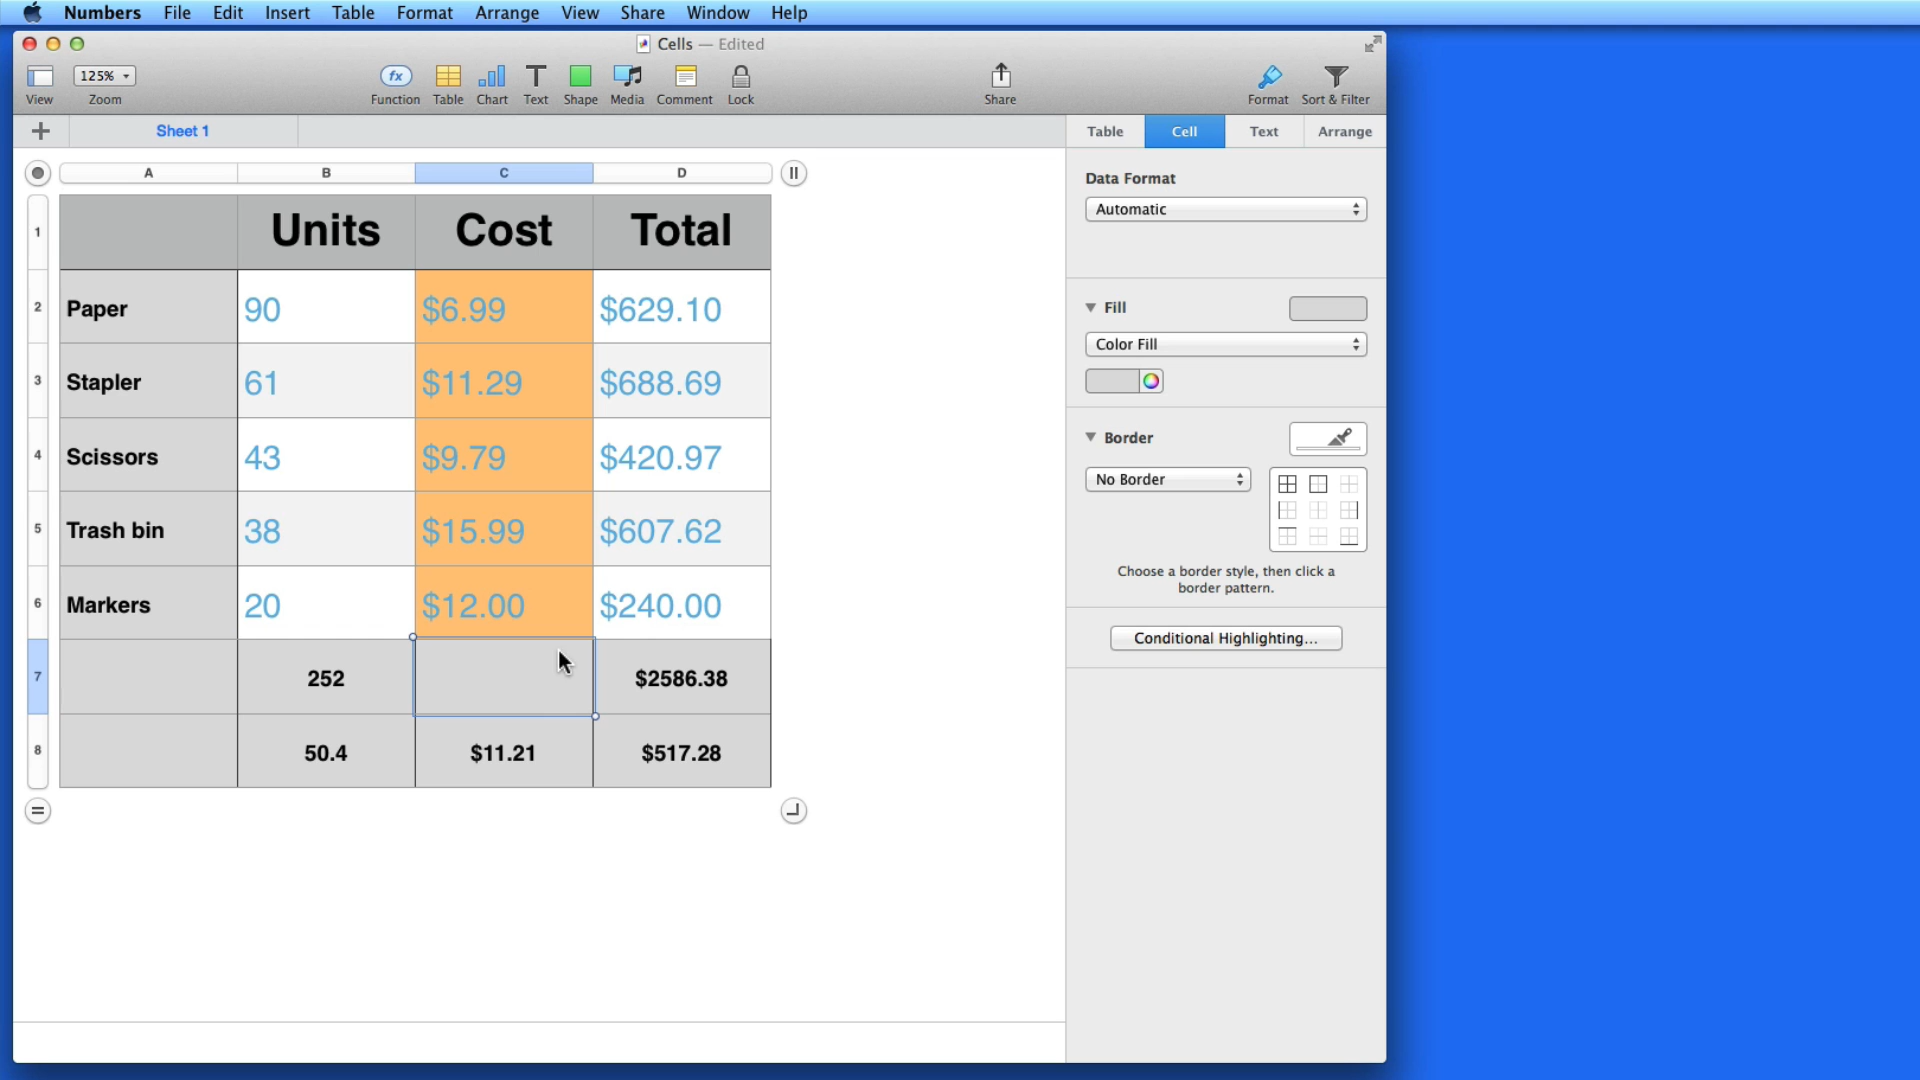 Numbers File Edit Insert Table Format Arrange View Share Window Help
Cells — Edited
125%
View Zoom Function Table Chart Text Shape Media Comment Lock Share Format Sort & Filter
fx
Sheet 1
Table Cell Text Arrange
A B C D
1 Units Cost Total
2 Paper 90 $6.99 $629.10
3 Stapler 61 $11.29 $688.69
4 Scissors 43 $9.79 $420.97
5 Trash bin 38 $15.99 $607.62
6 Markers 20 $12.00 $240.00
7 252 $2586.38
8 50.4 $11.21 $517.28
Data Format
Automatic
Fill
Color Fill
Border
No Border
Choose a border style, then click a
border pattern.
Conditional Highlighting...